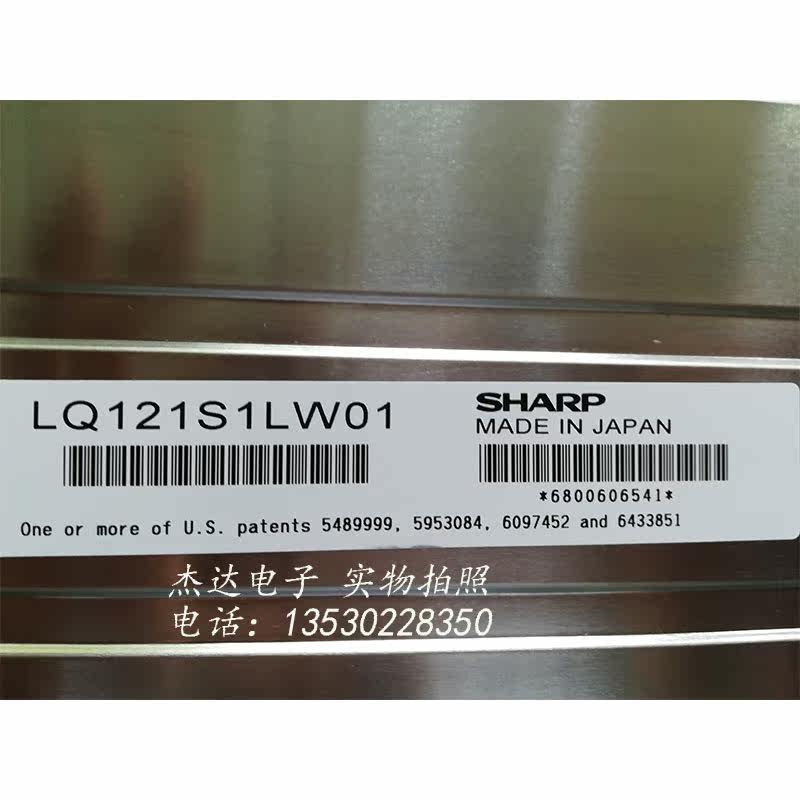 LQ121S1LW01
SHARP
MADE IN JAPAN
*6800606541*
One or more of U.S. patents 5489999, 5953084, 6097452 and 6433851
杰达电子 实物拍照
电话：13530228350